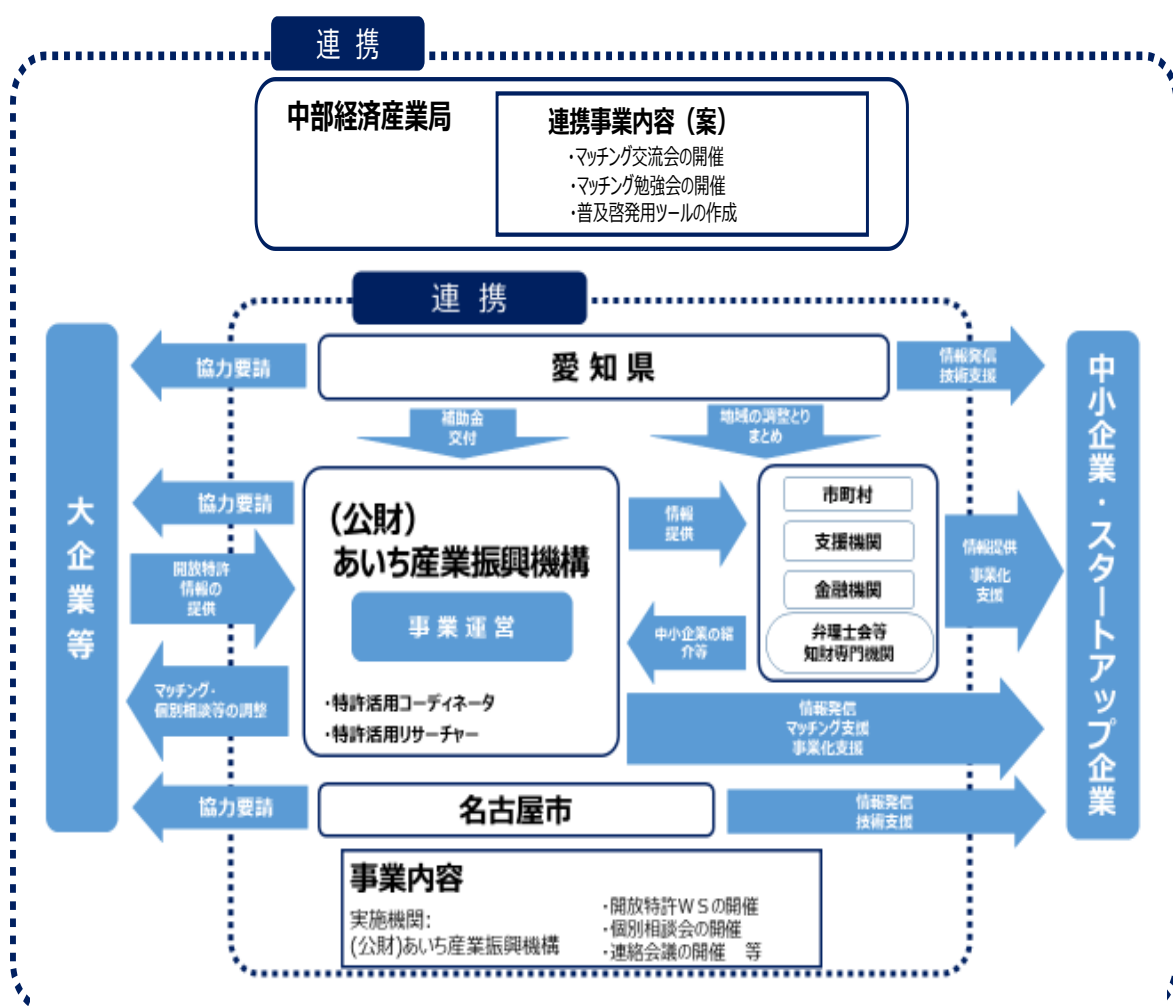 連携
中部経済産業局
連携事業内容（案）
・マッチング交流会の開催
・マッチング勉強会の開催
・普及啓発用ツールの作成
連携
愛知県
協力要請
情報発信
技術支援
補助金
交付
地域の調整とり
まとめ
大企業等
中小企業・スタートアップ企業
協力要請
開放特許
情報の
提供
マッチング・
個別相談等の調整
(公財)
あいち産業振興機構
事業運営
・特許活用コーディネータ
・特許活用リサーチャー
情報
提供
中小企業の紹
介等
市町村
支援機関
金融機関
弁理士会等
知財専門機関
情報提供
事業化
支援
情報発信
マッチング支援
事業化支援
協力要請
名古屋市
情報発信
技術支援
事業内容
実施機関:
(公財)あいち産業振興機構
・開放特許ＷＳの開催
・個別相談会の開催
・連絡会議の開催　等